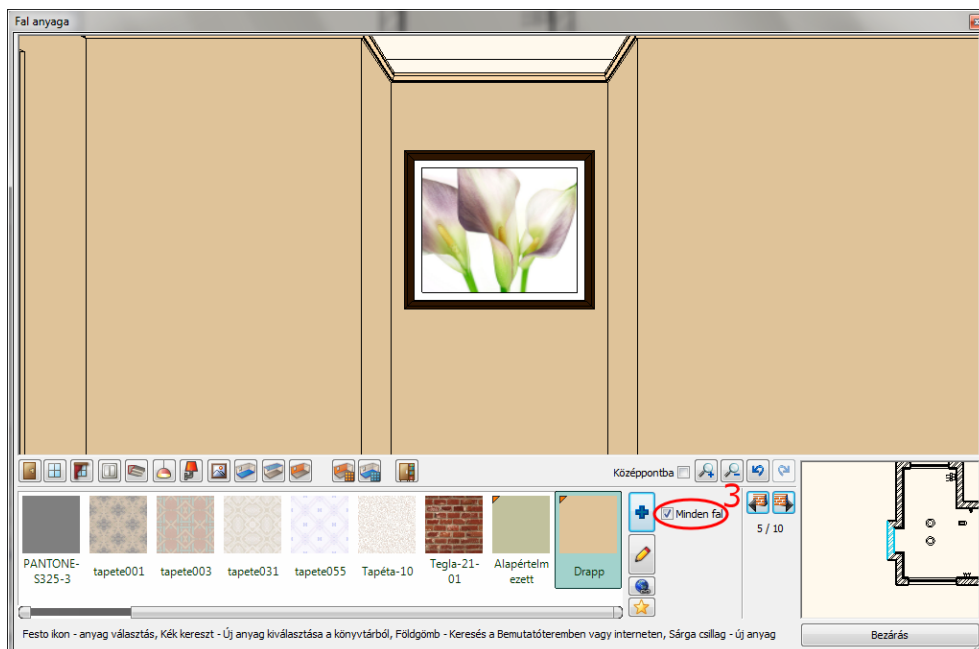 Fal anyaga
Középpontba
3
Minden fal
5 / 10
PANTONE-
S325-3
tapete001
tapete003
tapete031
tapete055
Tapéta-10
Tegla-21-
01
Alapértelm
ezett
Drapp
Festo ikon - anyag választás, Kék kereszt - Új anyag kiválasztása a könyvtárból, Földgömb - Keresés a Bemutatóteremben vagy interneten, Sárga csillag - új anyag
Bezárás